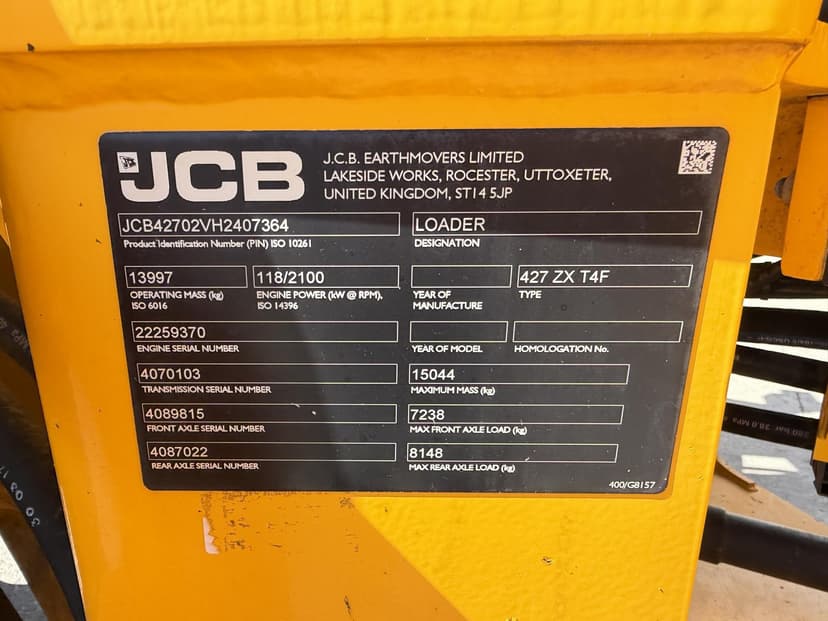 JCB
J.C.B. EARTHMOVERS LIMITED
LAKESIDE WORKS, ROCESTER, UTTOXETER,
UNITED KINGDOM, ST14 5JP
JCB42702VH2407364
Product Identification Number (PIN) ISO 10261
LOADER
DESIGNATION
13997
OPERATING MASS (kg)
ISO 6016
118/2100
ENGINE POWER (kW @ RPM),
ISO 14396
YEAR OF
MANUFACTURE
427 ZX T4F
TYPE
22259370
ENGINE SERIAL NUMBER
YEAR OF MODEL
HOMOLOGATION No.
4070103
TRANSMISSION SERIAL NUMBER
15044
MAXIMUM MASS (kg)
4089815
FRONT AXLE SERIAL NUMBER
7238
MAX FRONT AXLE LOAD (kg)
4087022
REAR AXLE SERIAL NUMBER
8148
MAX REAR AXLE LOAD (kg)
400/G8157
30 03 17